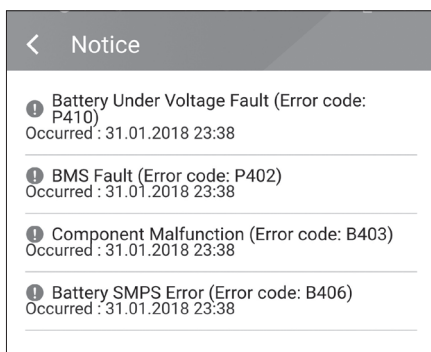 Notice
Battery Under Voltage Fault (Error code:
P410)
Occurred : 31.01.2018 23:38
BMS Fault (Error code: P402)
Occurred : 31.01.2018 23:38
Component Malfunction (Error code: B403)
Occurred : 31.01.2018 23:38
Battery SMPS Error (Error code: B406)
Occurred : 31.01.2018 23:38